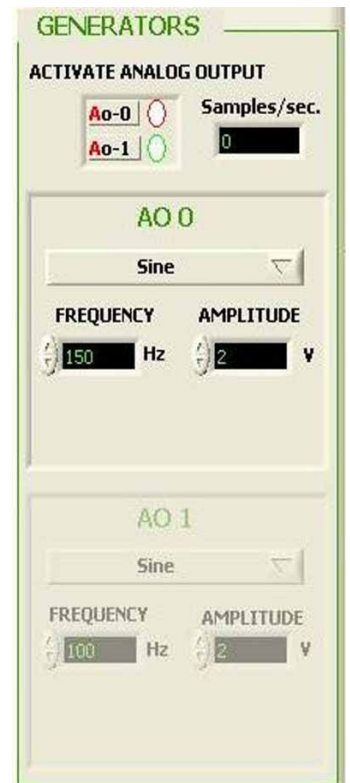 GENERATORS
ACTIVATE ANALOG OUTPUT
Ao-0
Samples/sec.
Ao-1
0
AO 0
Sine
FREQUENCY AMPLITUDE
150 Hz 2 V
AO 1
Sine
FREQUENCY AMPLITUDE
100 Hz 2 V